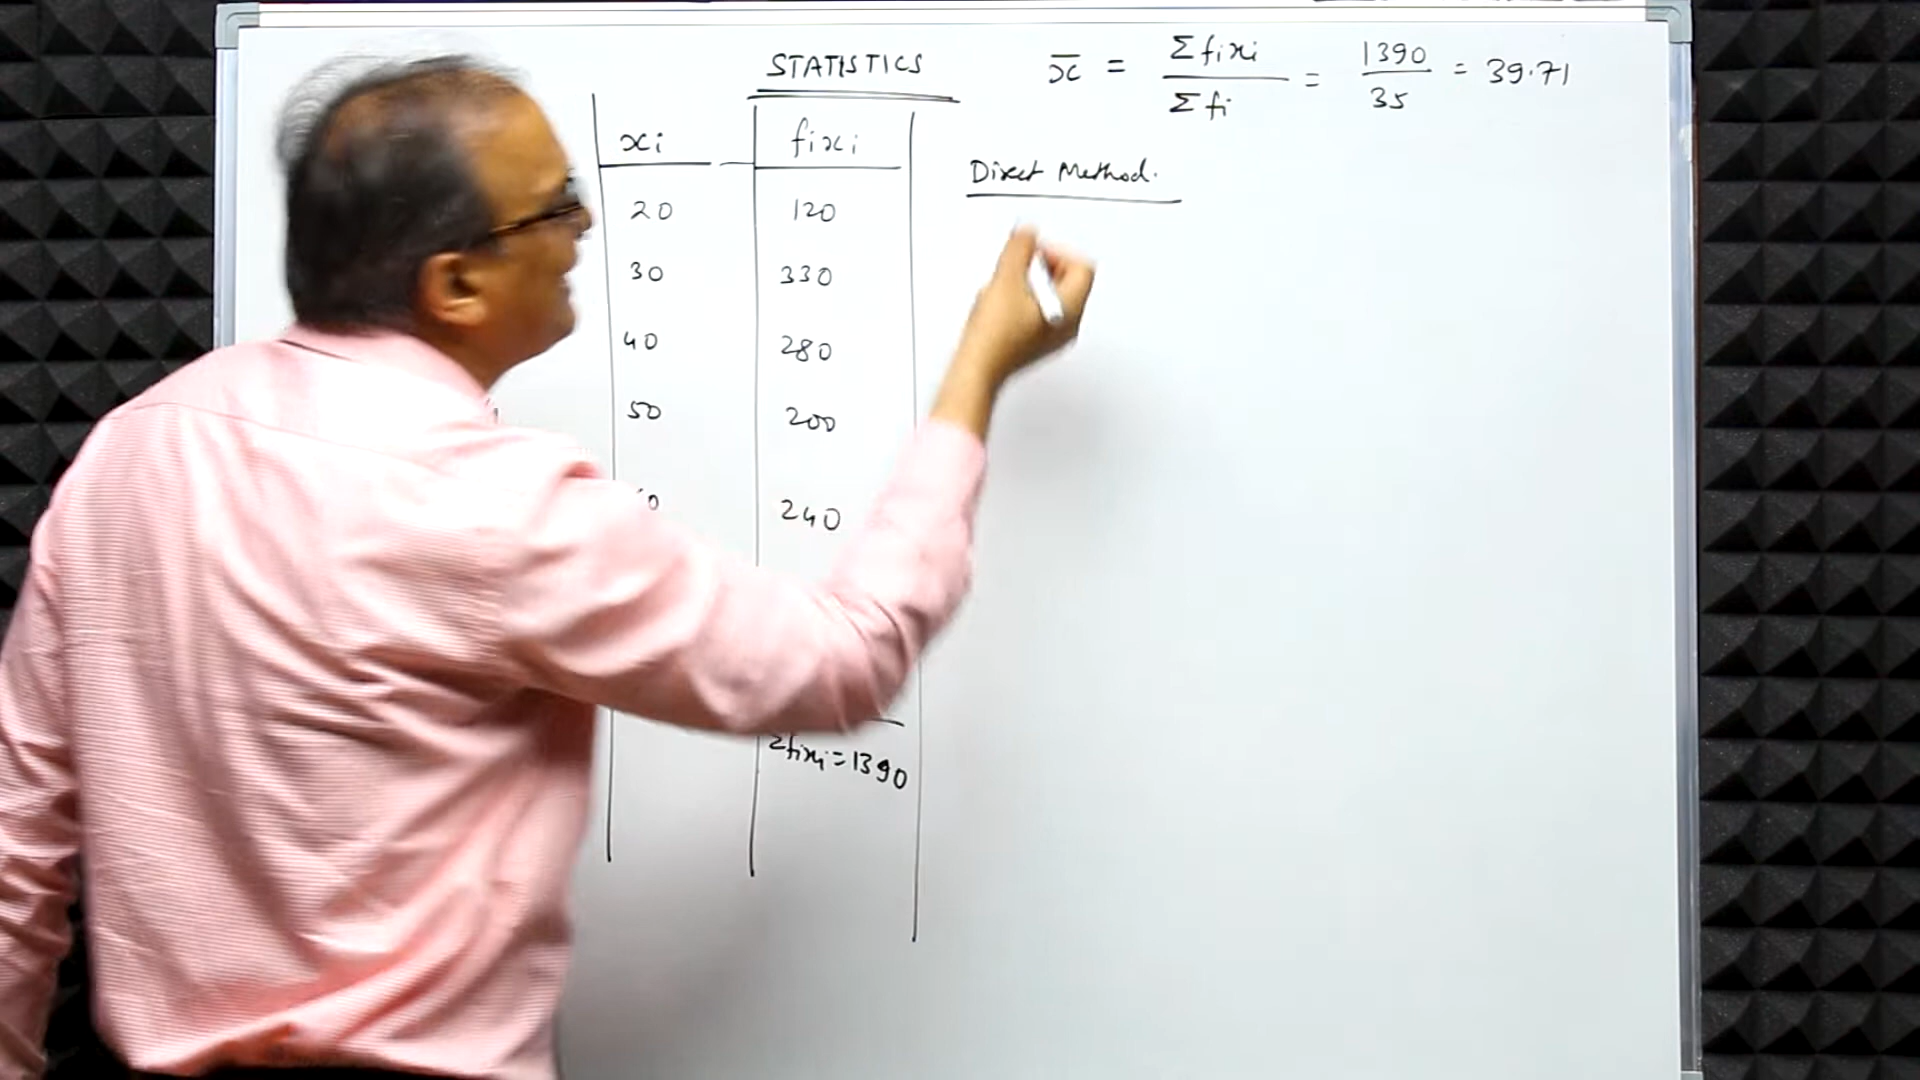 STATISTICS
x̄ = Σfixi / Σfi = 1390 / 35 = 39.71
xi fixi
Direct Method.
20 120
30 330
40 280
50 200
240
Σfixi = 1390